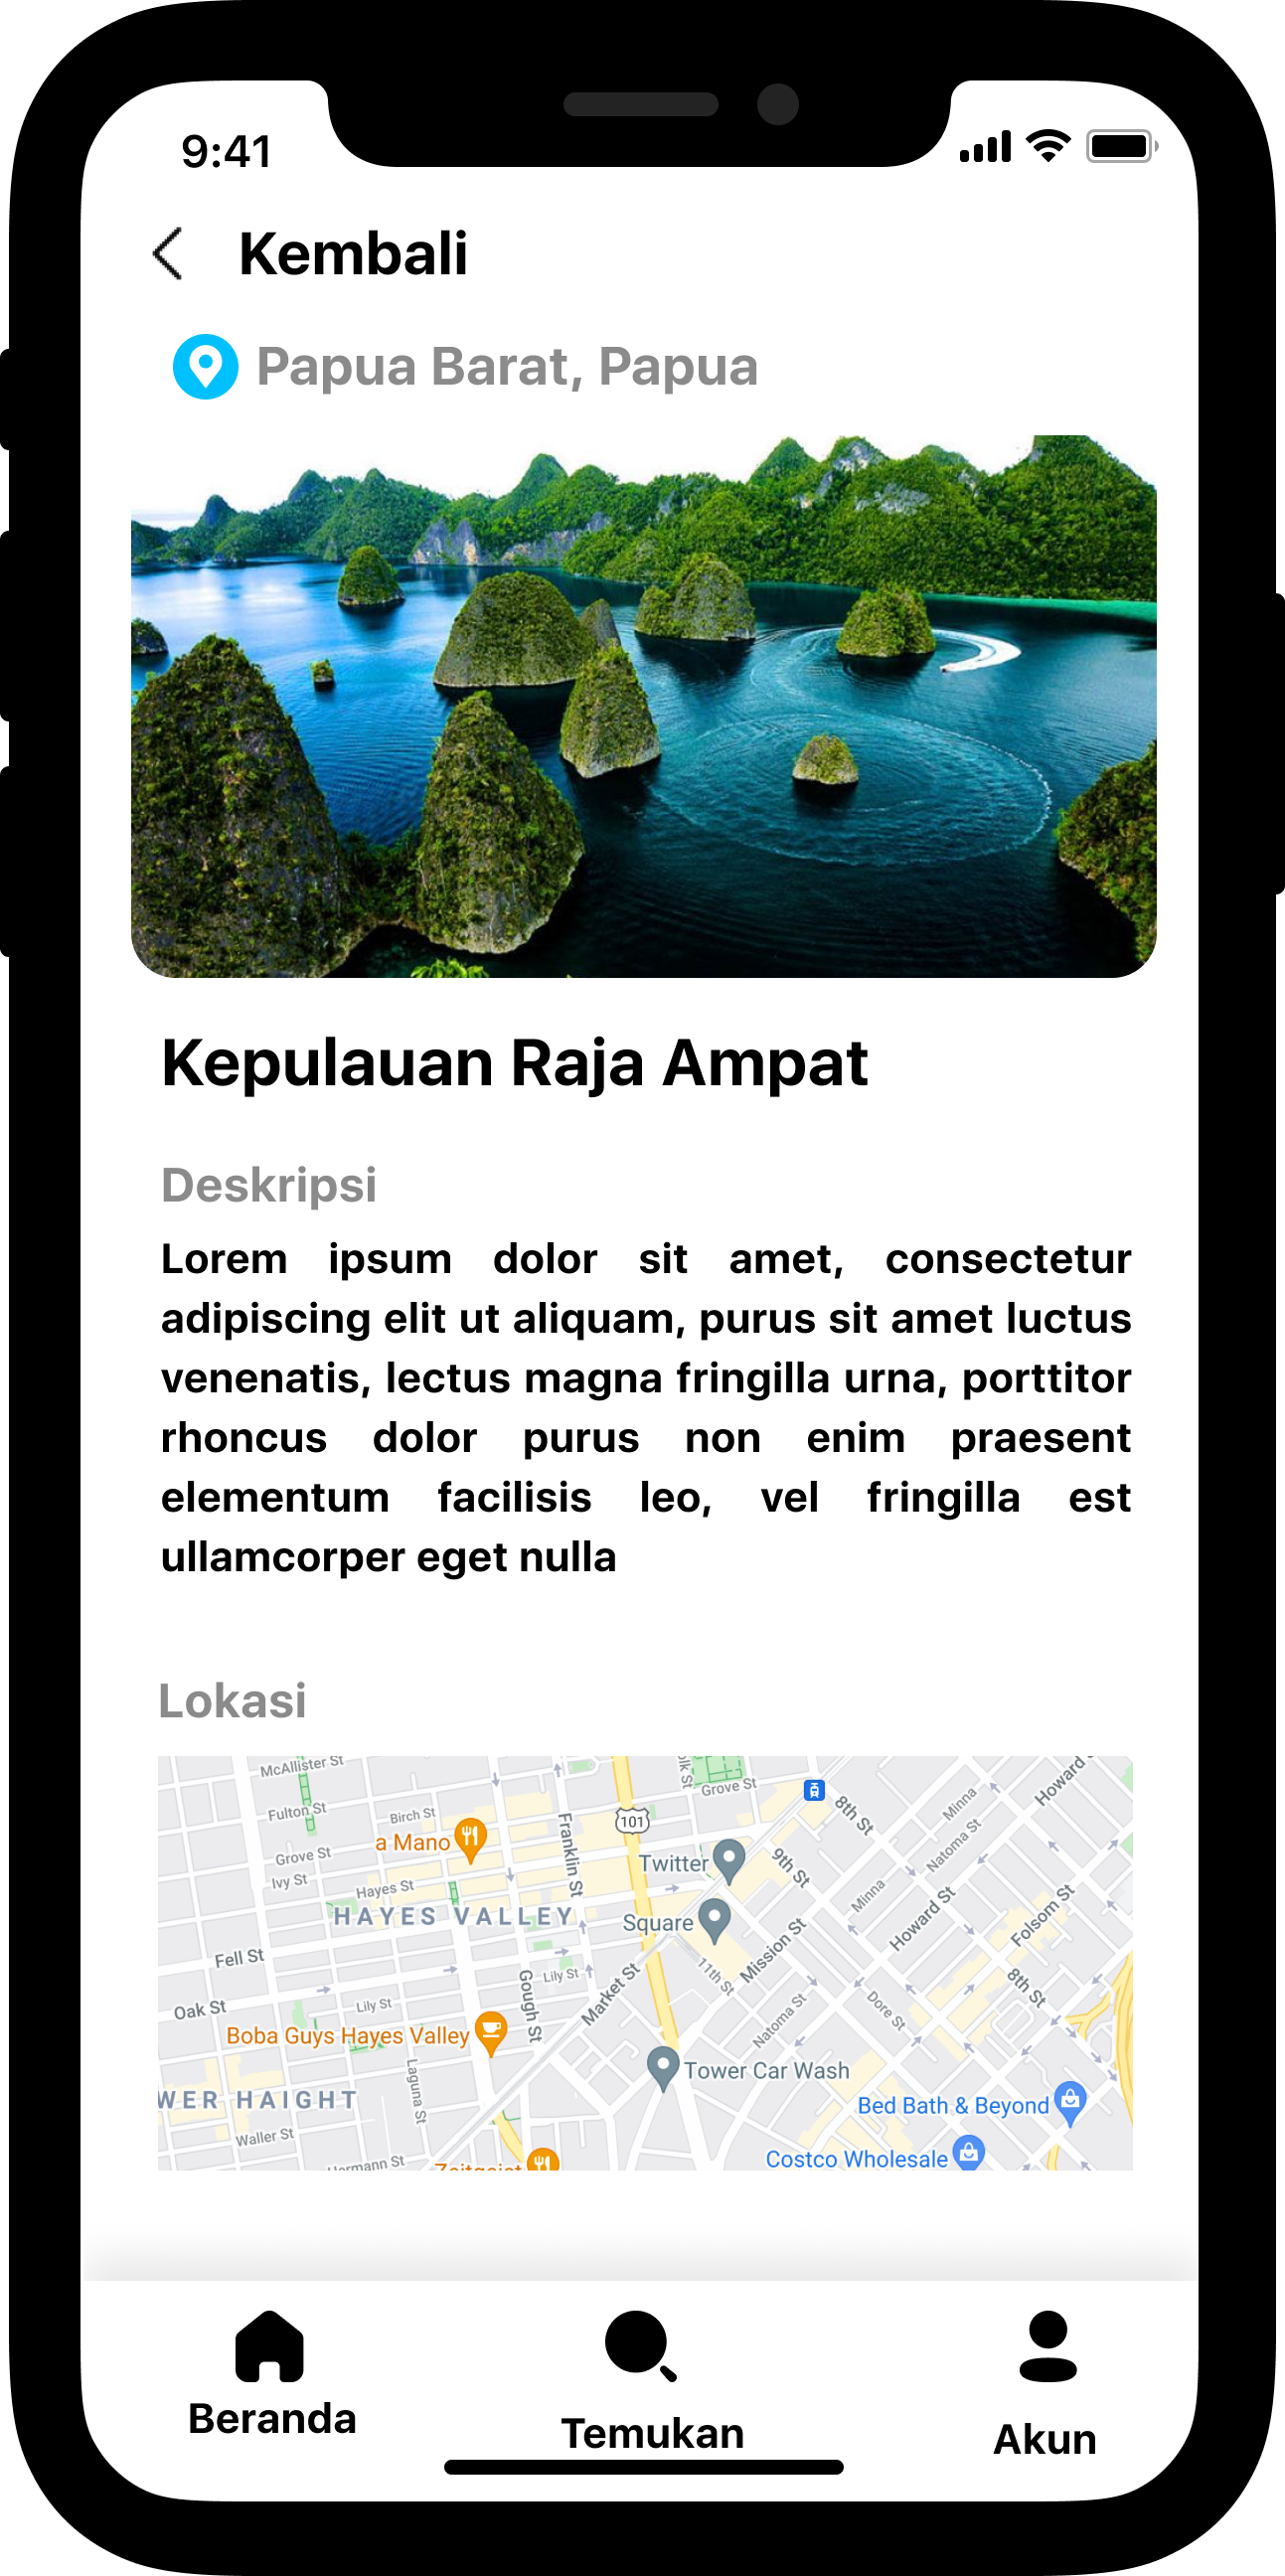 9:41
Kembali
Papua Barat, Papua
Kepulauan Raja Ampat
Deskripsi
Lorem ipsum dolor sit amet, consectetur
adipiscing elit ut aliquam, purus sit amet luctus
venenatis, lectus magna fringilla urna, porttitor
rhoncus dolor purus non enim praesent
elementum facilisis leo, vel fringilla est
ullamcorper eget nulla
Lokasi
McAllister St
Grove St
Howard
Fulton St
Birch St
101
8th St
Minna
a Mano
Franklin St
Natoma St
Grove St
Twitter
9th St
Ivy St
Hayes St
Minna
HAYES VALLEY
Square
Howard St
Folsom St
Fell St
Mission St
Lily St
11th St
8th St
Oak St
Lily St
Gough St
Market St
Natoma St
Dore St
Boba Guys Hayes Valley
Laguna St
Tower Car Wash
WER HAIGHT
Bed Bath & Beyond
Waller St
Hermann St
Zeitgeist
Costco Wholesale
Beranda
Temukan
Akun